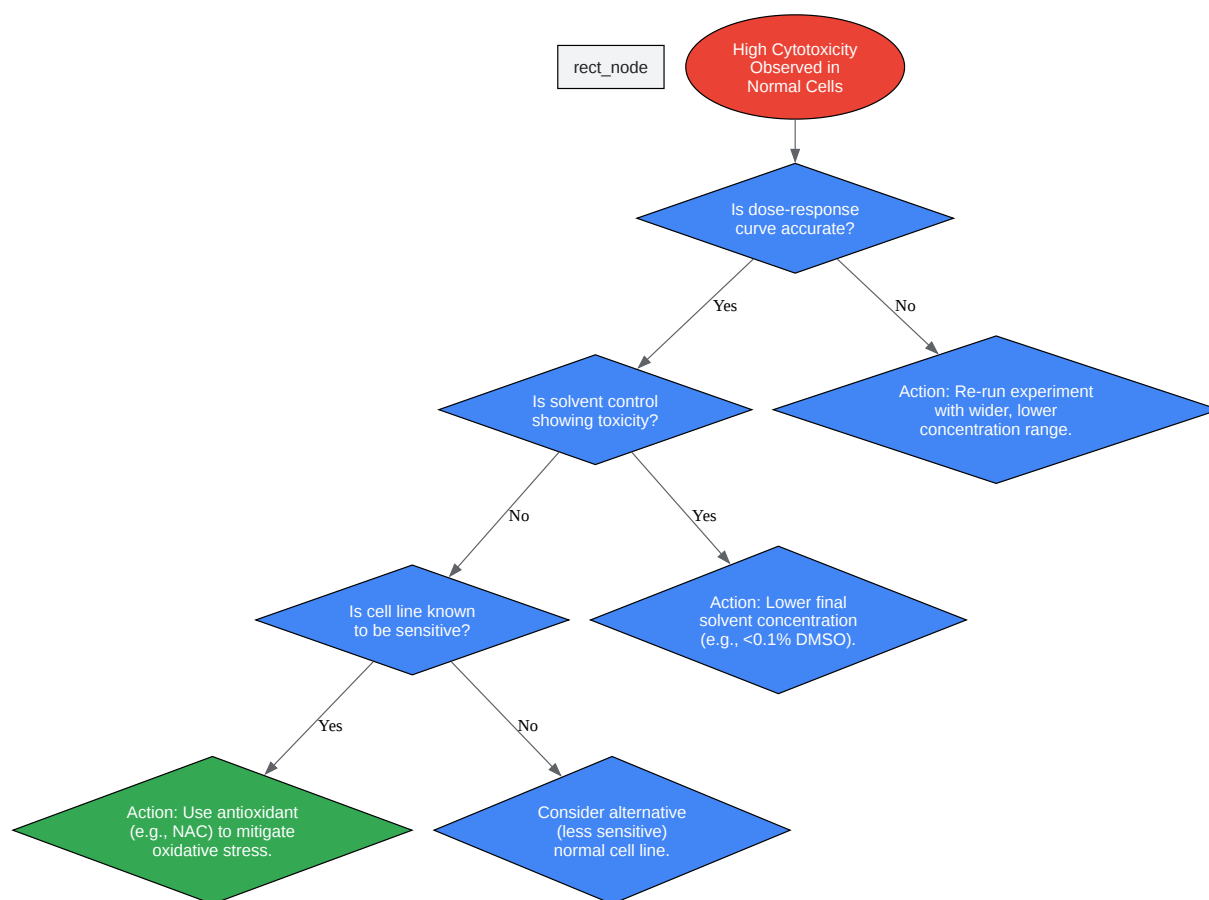 High Cytotoxicity
Observed in
Normal Cells
rect_node
Is dose-response
curve accurate?
Yes
No
Is solvent control
showing toxicity?
Action: Re-run experiment
with wider, lower
concentration range.
No
Yes
Is cell line known
to be sensitive?
Action: Lower final
solvent concentration
(e.g., <0.1% DMSO).
Yes
No
Action: Use antioxidant
(e.g., NAC) to mitigate
oxidative stress.
Consider alternative
(less sensitive)
normal cell line.